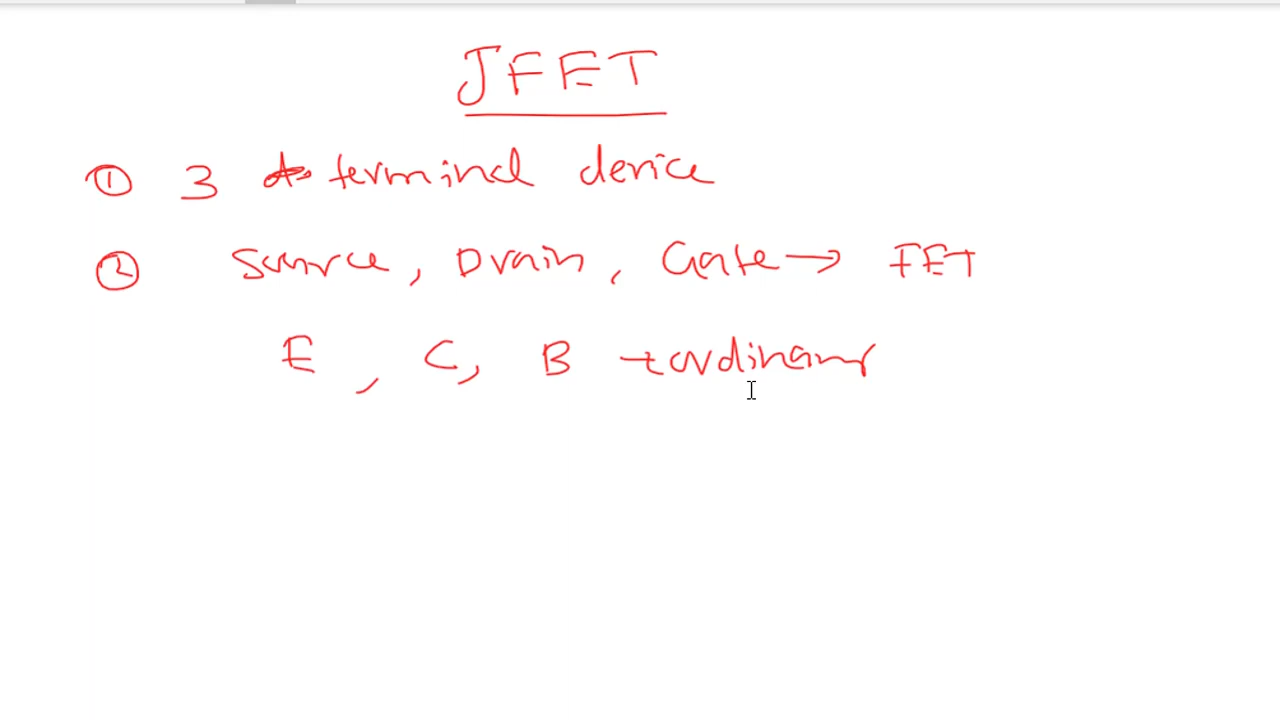 JFET
① 3 terminal device
② Source, Drain, Gate → FET
E, C, B → ordinary